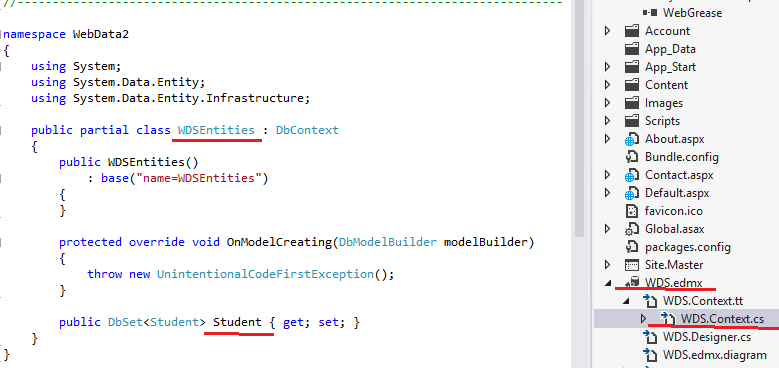 //------------------------------------------------------------------------------
namespace WebData2
{
using System;
using System.Data.Entity;
using System.Data.Entity.Infrastructure;
public partial class WDSEntities : DbContext
{
public WDSEntities()
: base("name=WDSEntities")
{
}
protected override void OnModelCreating(DbModelBuilder modelBuilder)
{
throw new UnintentionalCodeFirstException();
}
public DbSet<Student> Student { get; set; }
}
}
WebGrease
Account
App_Data
App_Start
Content
Images
Scripts
About.aspx
Bundle.config
Contact.aspx
Default.aspx
favicon.ico
Global.asax
packages.config
Site.Master
WDS.edmx
WDS.Context.tt
WDS.Context.cs
WDS.Designer.cs
WDS.edmx.diagram